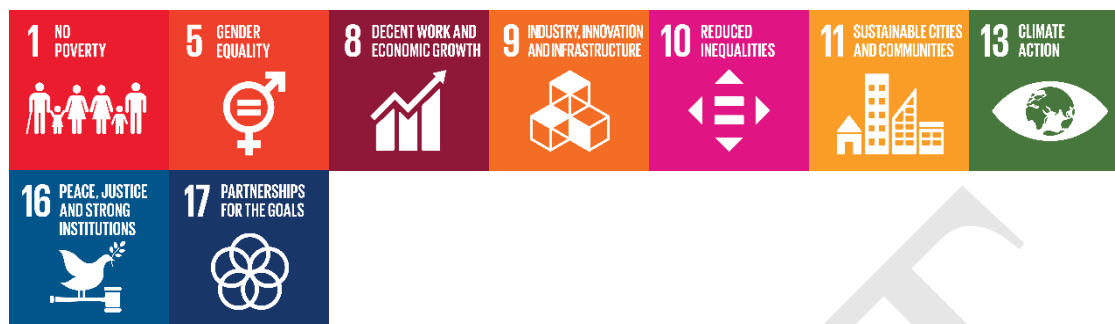 1 NO
POVERTY
5 GENDER
EQUALITY
8 DECENT WORK AND
ECONOMIC GROWTH
9 INDUSTRY, INNOVATION
AND INFRASTRUCTURE
10 REDUCED
INEQUALITIES
11 SUSTAINABLE CITIES
AND COMMUNITIES
13 CLIMATE
ACTION
16 PEACE, JUSTICE
AND STRONG
INSTITUTIONS
17 PARTNERSHIPS
FOR THE GOALS